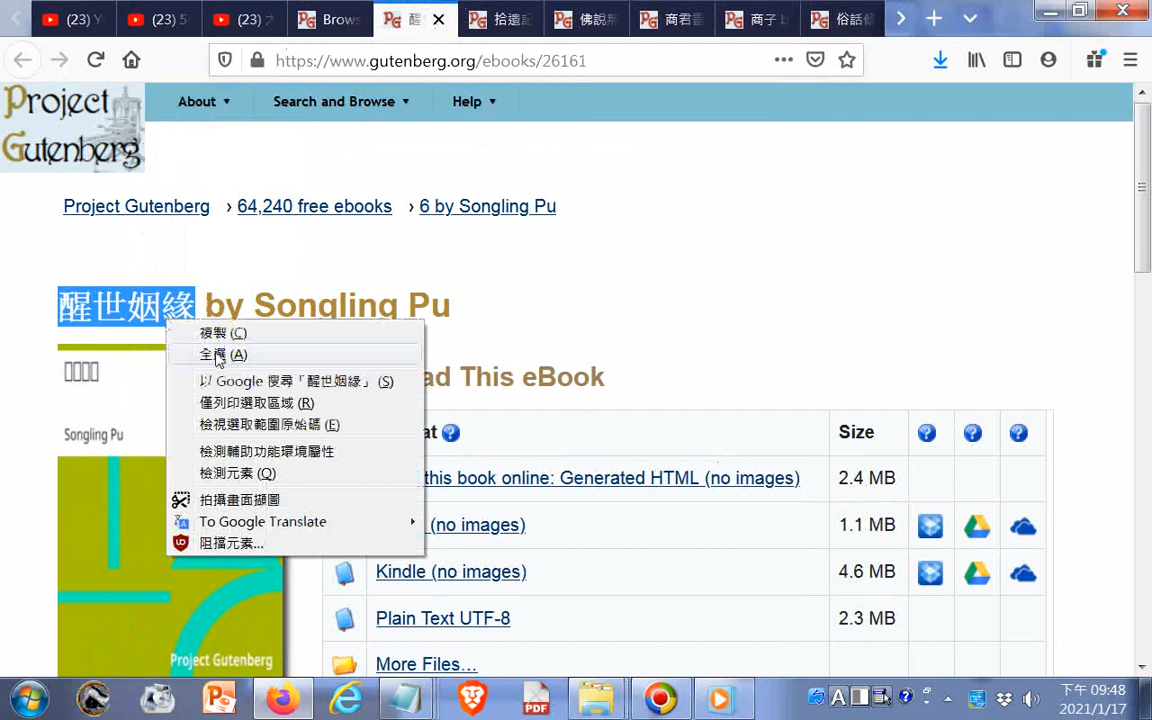 (23) Y
(23) 5
(23)
Brows
拾遺記
佛說無
商君書
商子 b
俗話傾
https://www.gutenberg.org/ebooks/26161
Project Gutenberg
About
Search and Browse
Help
Project Gutenberg › 64,240 free ebooks › 6 by Songling Pu
醒世姻緣 by Songling Pu
複製 (C)
全選 (A)
以 Google 搜尋「醒世姻緣」 (S)
僅列印選取區域 (R)
檢視選取範圍原始碼 (E)
檢測輔助功能環境屬性
檢測元素 (Q)
拍攝畫面擷圖
To Google Translate
阻擋元素...
ad This eBook
at
Size
this book online: Generated HTML (no images)
2.4 MB
(no images)
1.1 MB
Kindle (no images)
4.6 MB
Plain Text UTF-8
2.3 MB
More Files…
Songling Pu
Project Gutenberg
PDF
A
下午 09:48
2021/1/17